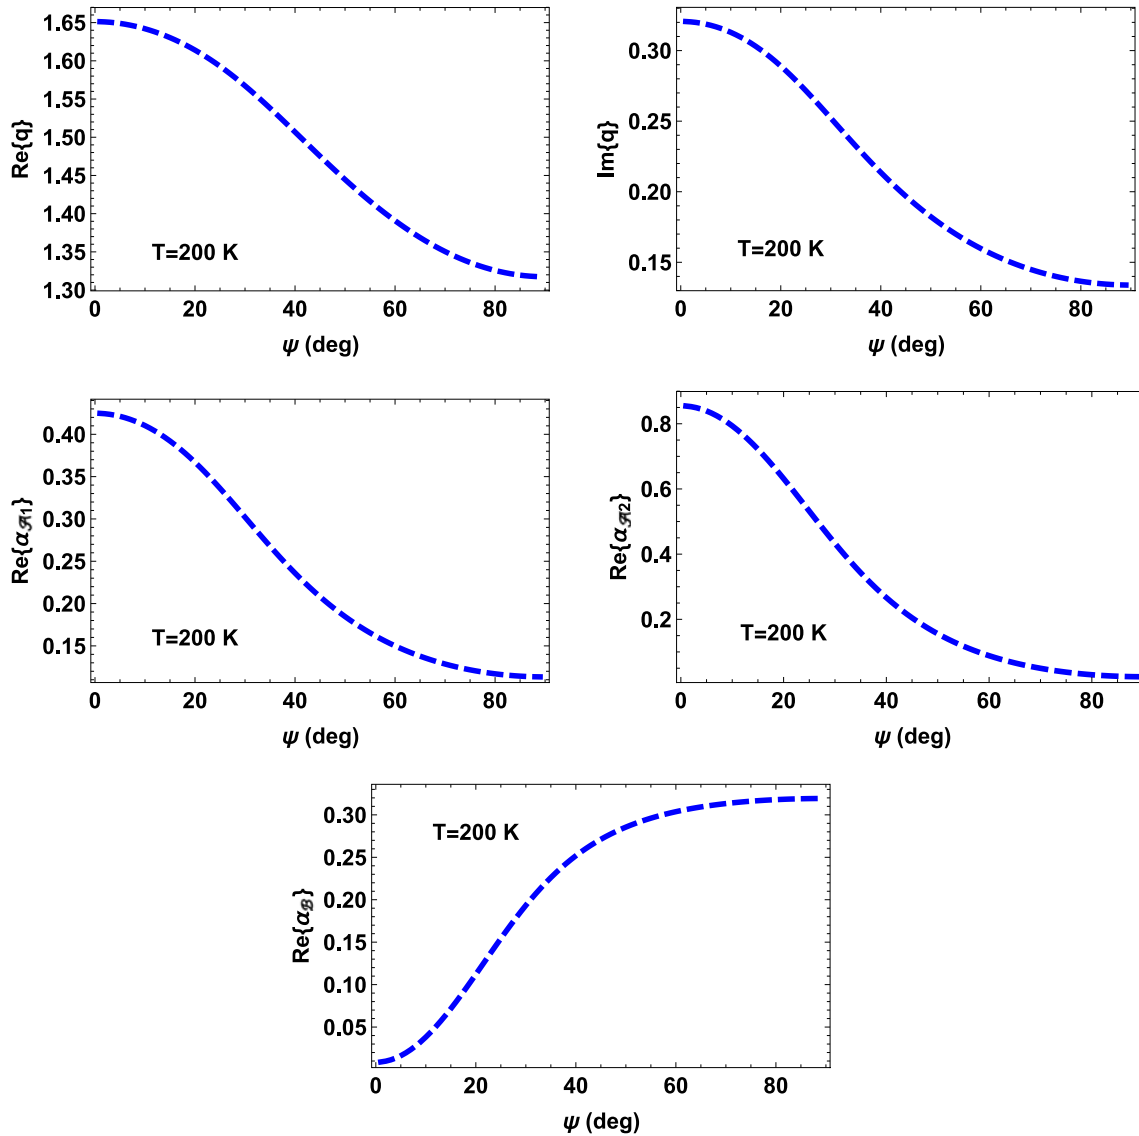 Re{q}
1.65
1.60
1.55
1.50
1.45
1.40
1.35
1.30
T=200 K
0 20 40 60 80
ψ (deg)
Im{q}
0.30
0.25
0.20
0.15
T=200 K
0 20 40 60 80
ψ (deg)
Re{α𝒜1}
0.40
0.35
0.30
0.25
0.20
0.15
T=200 K
0 20 40 60 80
ψ (deg)
Re{α𝒜2}
0.8
0.6
0.4
0.2
T=200 K
0 20 40 60 80
ψ (deg)
Re{αℬ}
0.30
0.25
0.20
0.15
0.10
0.05
T=200 K
0 20 40 60 80
ψ (deg)